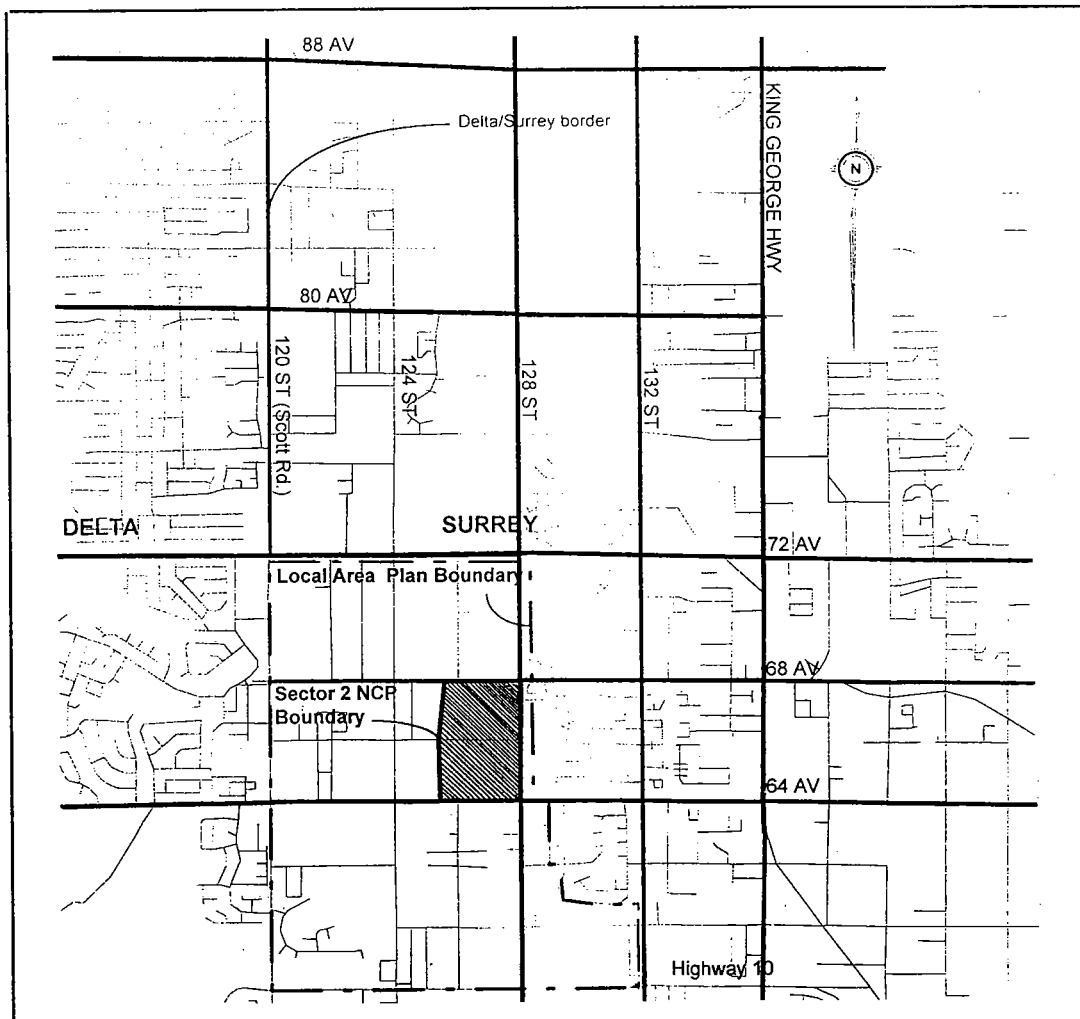 88 AV
Delta/Surrey border
KING GEORGE HWY
N
80 AV
120 ST (Scott Rd.)
124 ST
128 ST
132 ST
DELTA
SURREY
72 AV
Local Area Plan Boundary
68 AV
Sector 2 NCP
Boundary
64 AV
Highway 10